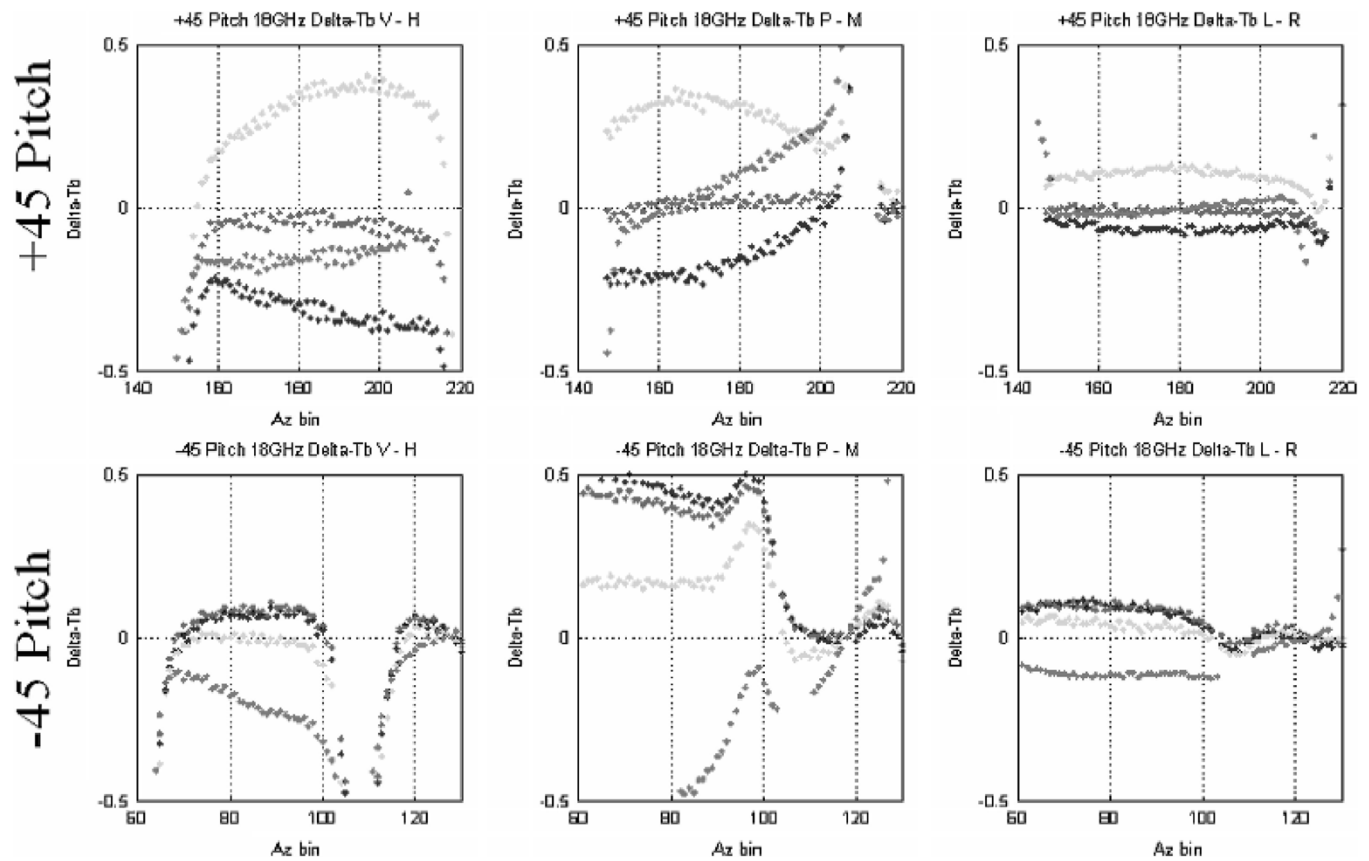 +45 Pitch
+45 Pitch 18GHz Delta-Tb V - H
0.5
0
-0.5
Delta-Tb
140 160 180 200 220
Az bin
+45 Pitch 18GHz Delta-Tb P - M
0.5
0
-0.5
Delta-Tb
140 160 180 200 220
Az bin
+45 Pitch 18GHz Delta-Tb L - R
0.5
0
-0.5
Delta-Tb
140 160 180 200 220
Az bin
-45 Pitch
-45 Pitch 18GHz Delta-Tb V - H
0.5
0
-0.5
Delta-Tb
60 80 100 120
Az bin
-45 Pitch 18GHz Delta-Tb P - M
0.5
0
-0.5
Delta-Tb
60 80 100 120
Az bin
-45 Pitch 18GHz Delta-Tb L - R
0.5
0
-0.5
Delta-Tb
60 80 100 120
Az bin